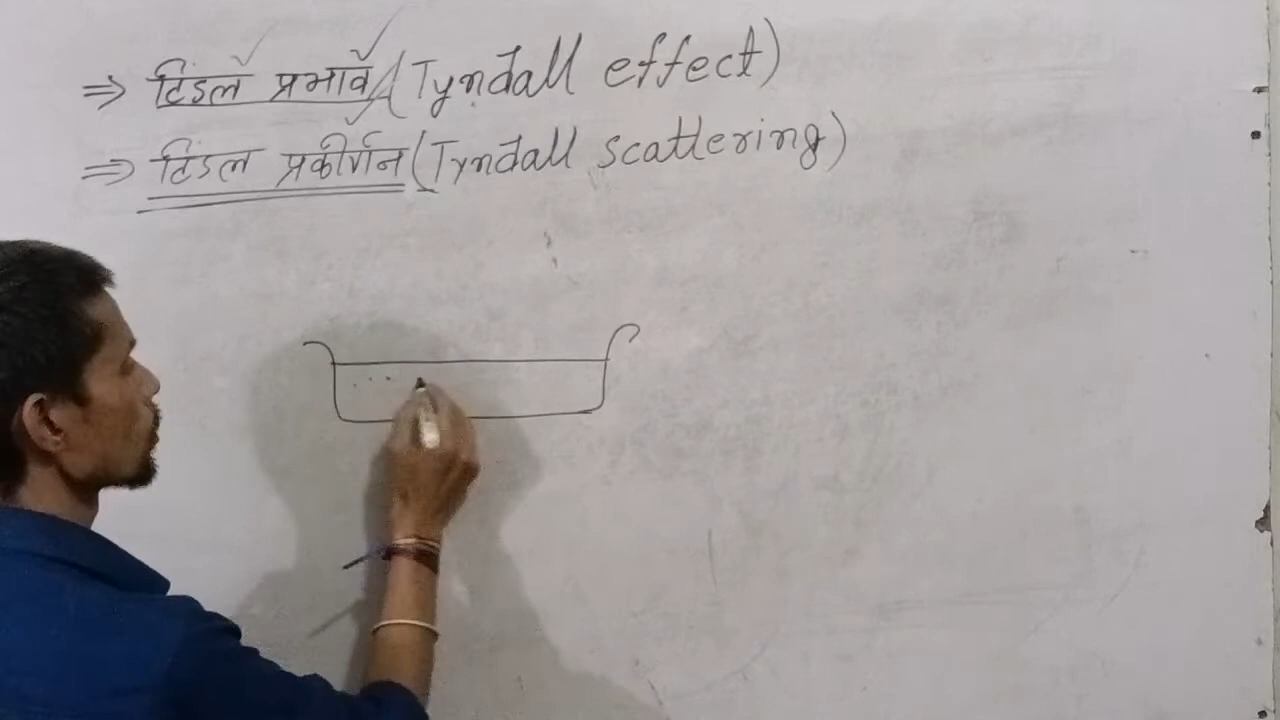 ⇒ टिंडल प्रभाव (Tyndall effect)
⇒ टिंडल प्रकीर्णन (Tyndall scattering)